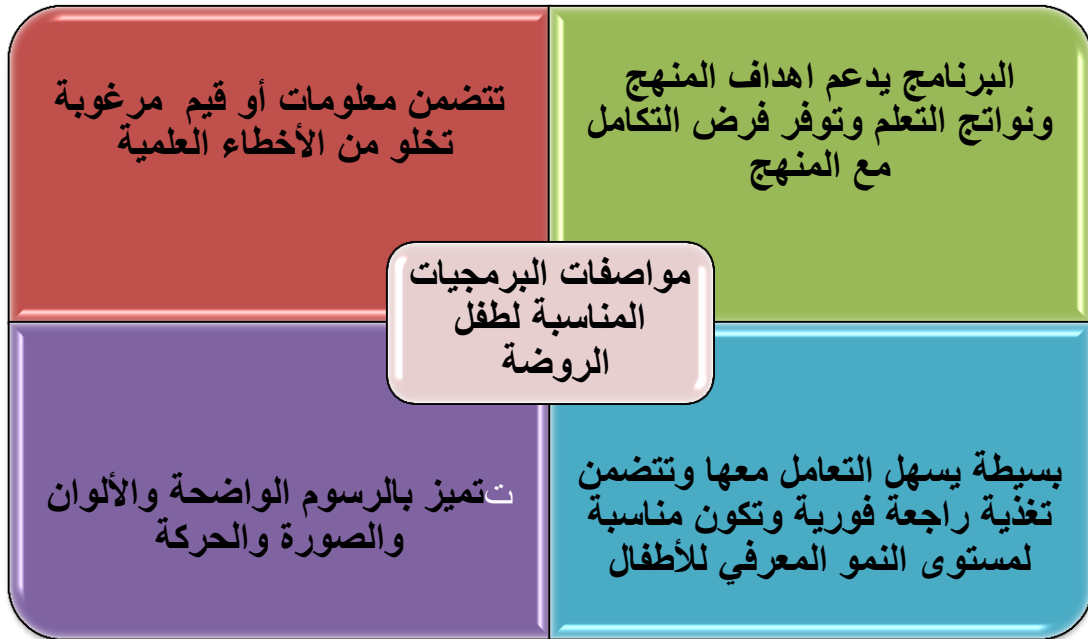 البرنامج يدعم اهداف المنهج
ونواتج التعلم وتوفر فرض التكامل
مع المنهج
تتضمن معلومات أو قيم مرغوبة
تخلو من الأخطاء العلمية
مواصفات البرمجيات
المناسبة لطفل
الروضة
بسيطة يسهل التعامل معها وتتضمن
تغذية راجعة فورية وتكون مناسبة
لمستوى النمو المعرفي للأطفال
تتميز بالرسوم الواضحة والألوان
والصورة والحركة